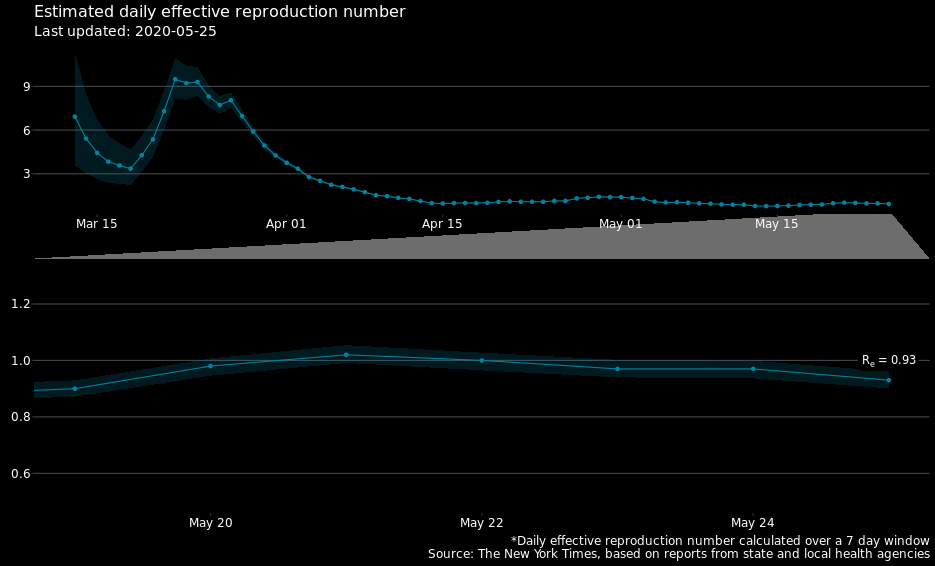 Estimated daily effective reproduction number
Last updated: 2020-05-25
9
6
3
Mar 15 Apr 01 Apr 15 May 01 May 15
1.2
1.0
Re = 0.93
0.8
0.6
May 20 May 22 May 24
*Daily effective reproduction number calculated over a 7 day window
Source: The New York Times, based on reports from state and local health agencies